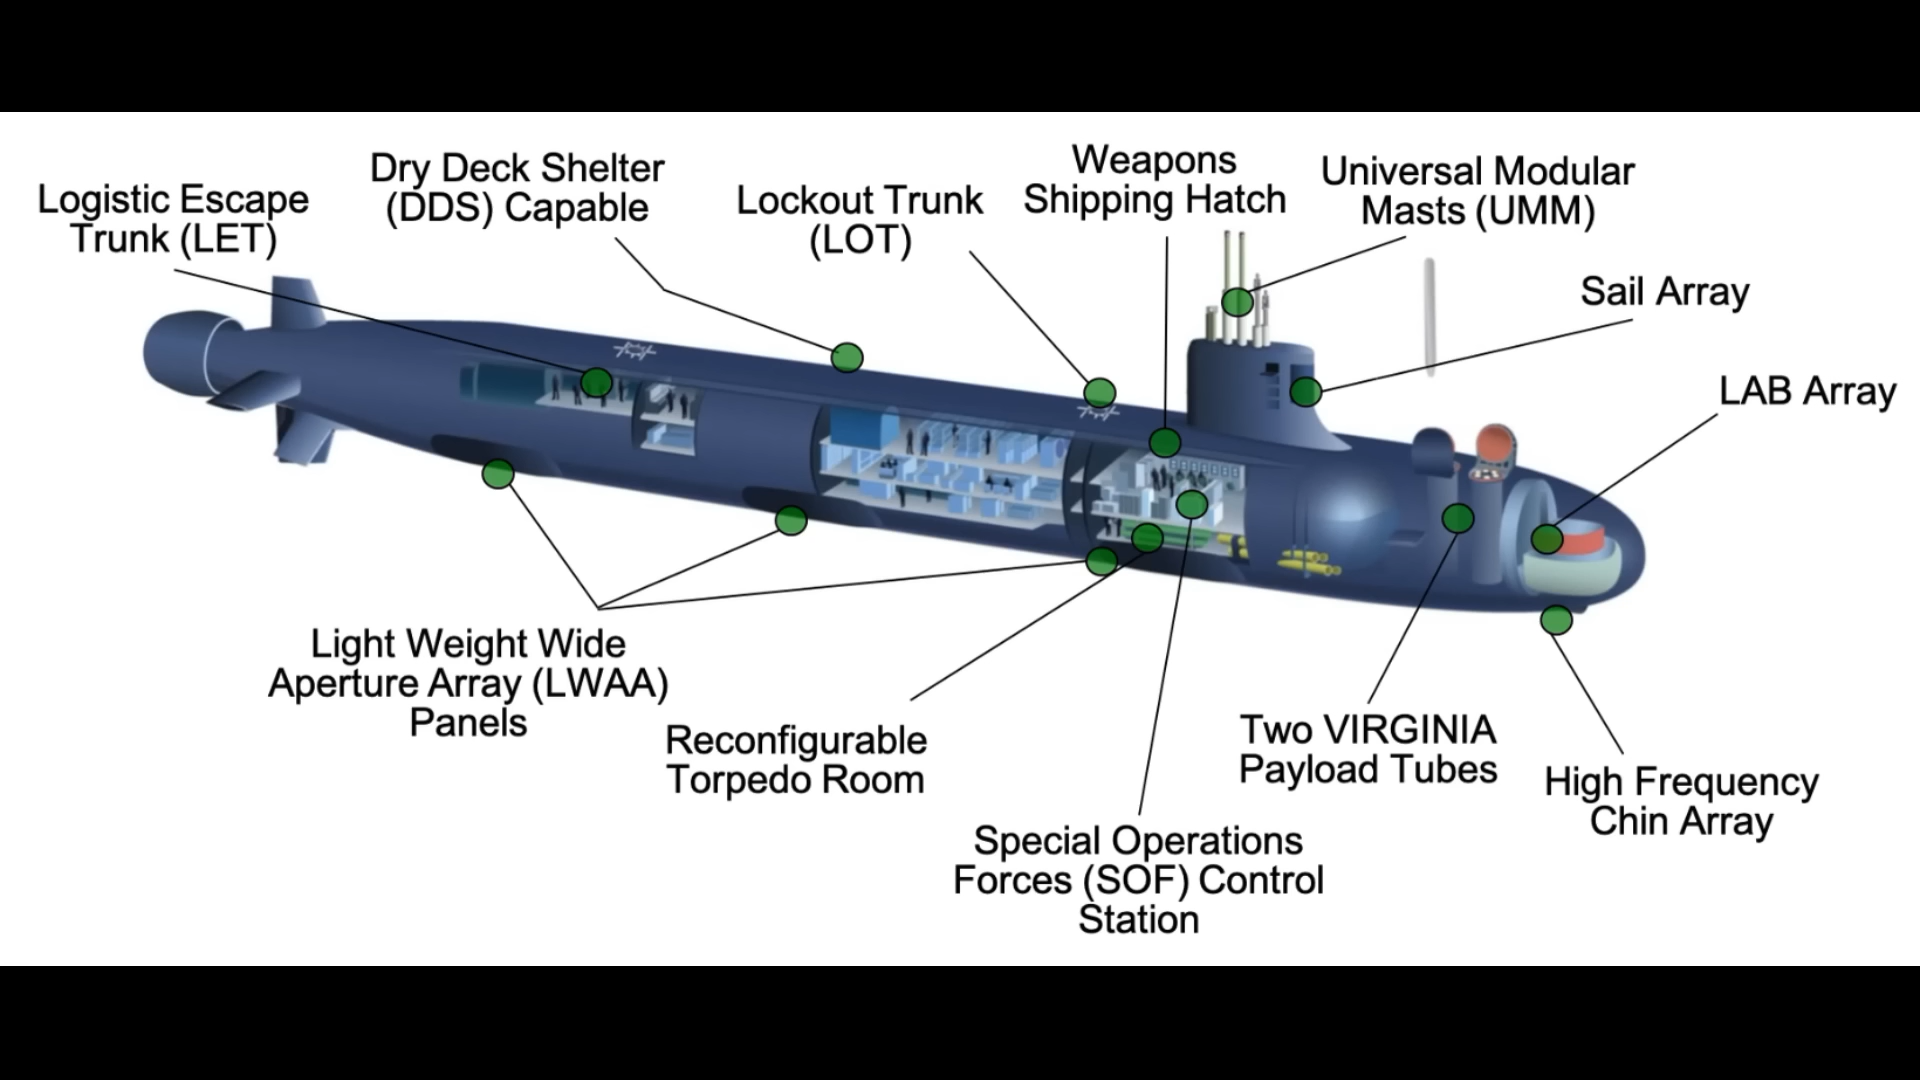 Logistic Escape
Trunk (LET)
Dry Deck Shelter
(DDS) Capable
Lockout Trunk
(LOT)
Weapons
Shipping Hatch
Universal Modular
Masts (UMM)
Sail Array
LAB Array
Light Weight Wide
Aperture Array (LWAA)
Panels
Reconfigurable
Torpedo Room
Special Operations
Forces (SOF) Control
Station
Two VIRGINIA
Payload Tubes
High Frequency
Chin Array